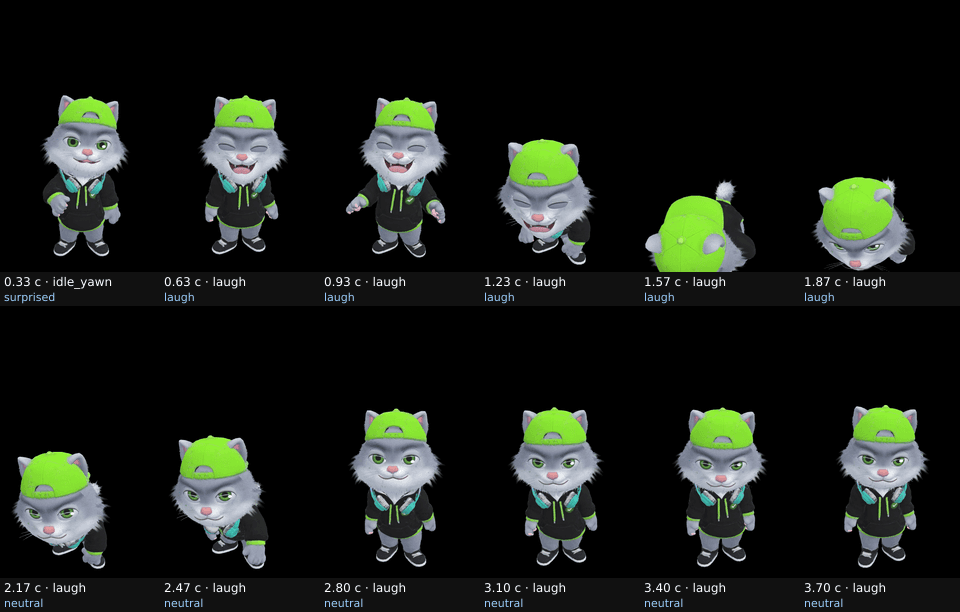 0.33 c · idle_yawn
surprised
0.63 c · laugh
laugh
0.93 c · laugh
laugh
1.23 c · laugh
laugh
1.57 c · laugh
laugh
1.87 c · laugh
laugh
2.17 c · laugh
neutral
2.47 c · laugh
neutral
2.80 c · laugh
neutral
3.10 c · laugh
neutral
3.40 c · laugh
neutral
3.70 c · laugh
neutral